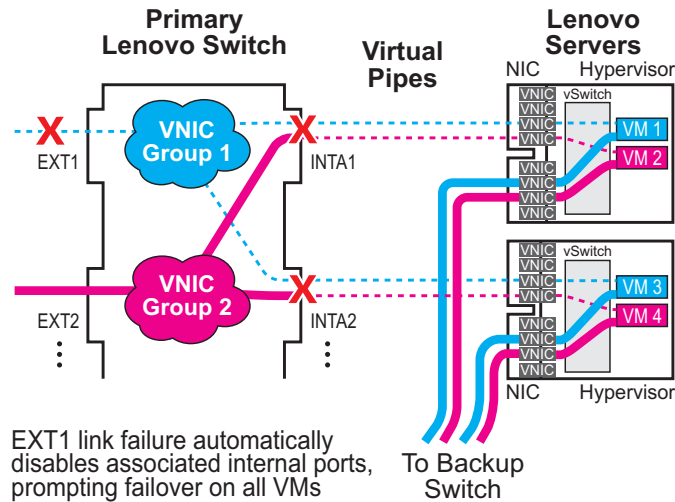 Primary
Lenovo Switch
Virtual
Pipes
Lenovo
Servers
NIC
Hypervisor
VNIC
VNIC
VNIC
VNIC
vSwitch
VM 1
VM 2
VNIC
VNIC
VNIC
VNIC
VNIC
Group 1
EXT1
INTA1
VNIC
Group 2
EXT2
INTA2
VNIC
VNIC
VNIC
VNIC
vSwitch
VM 3
VM 4
VNIC
VNIC
VNIC
VNIC
NIC
Hypervisor
EXT1 link failure automatically
disables associated internal ports,
prompting failover on all VMs
To Backup
Switch